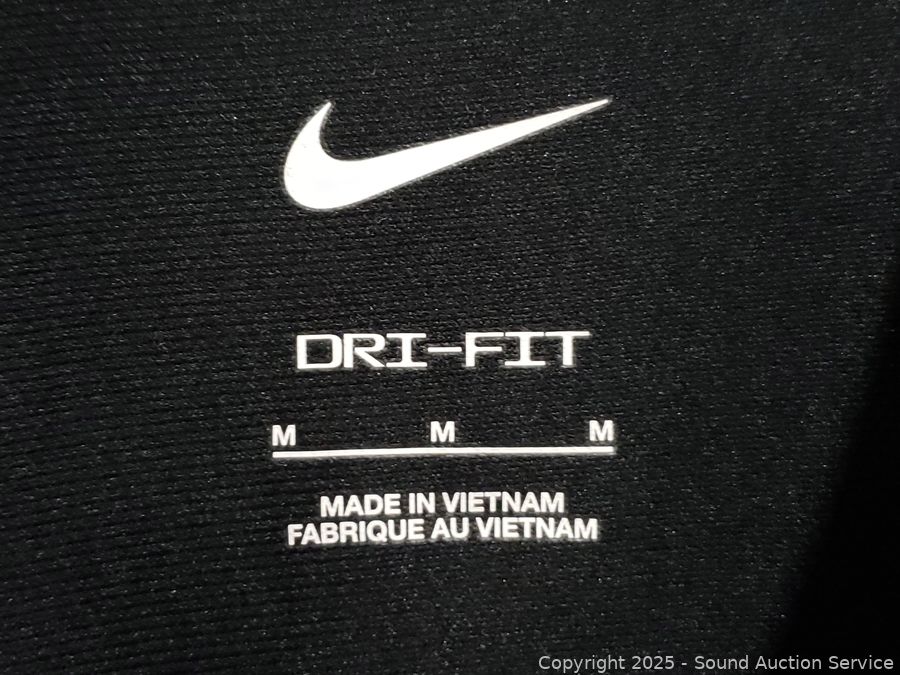 DRI-FIT
M M M
MADE IN VIETNAM
FABRIQUE AU VIETNAM
Copyright 2025 - Sound Auction Service